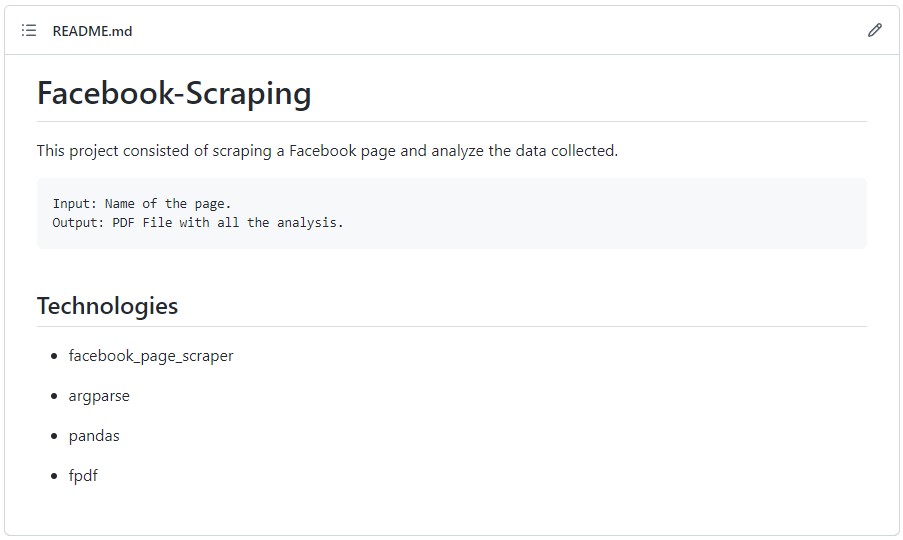 README.md
Facebook-Scraping
This project consisted of scraping a Facebook page and analyze the data collected.
Input: Name of the page.
Output: PDF File with all the analysis.
Technologies
facebook_page_scraper
argparse
pandas
fpdf